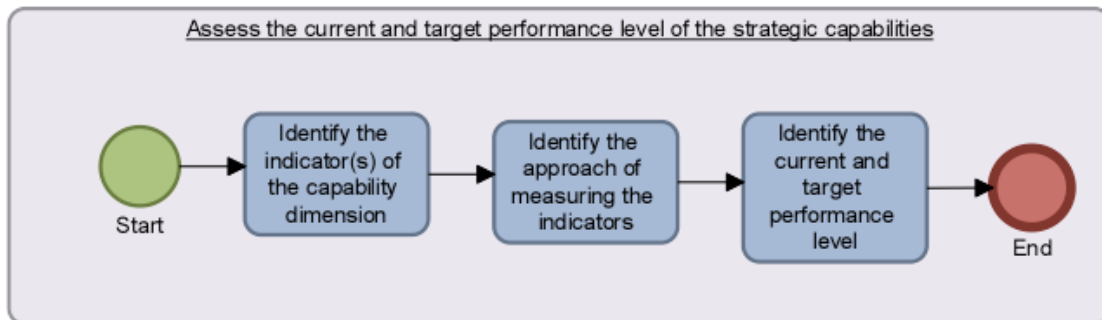 Assess the current and target performance level of the strategic capabilities
Identify the
indicator(s) of
the capability
dimension
Identify the
approach of
measuring the
indicators
Identify the
current and
target
performance
level
Start
End